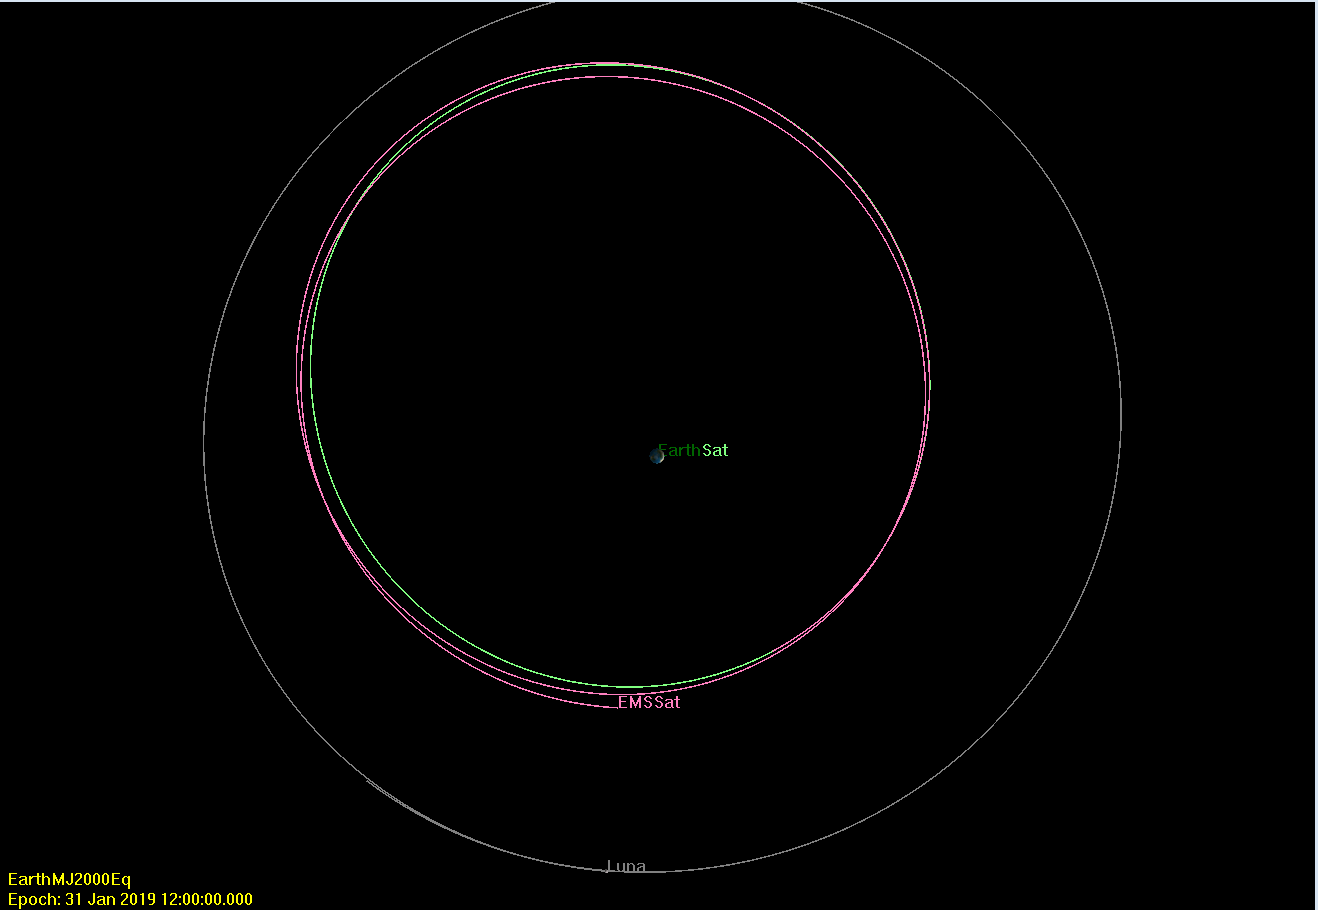 EarthSat
EMSSat
Luna
EarthMJ2000Eq
Epoch: 31 Jan 2019 12:00:00.000